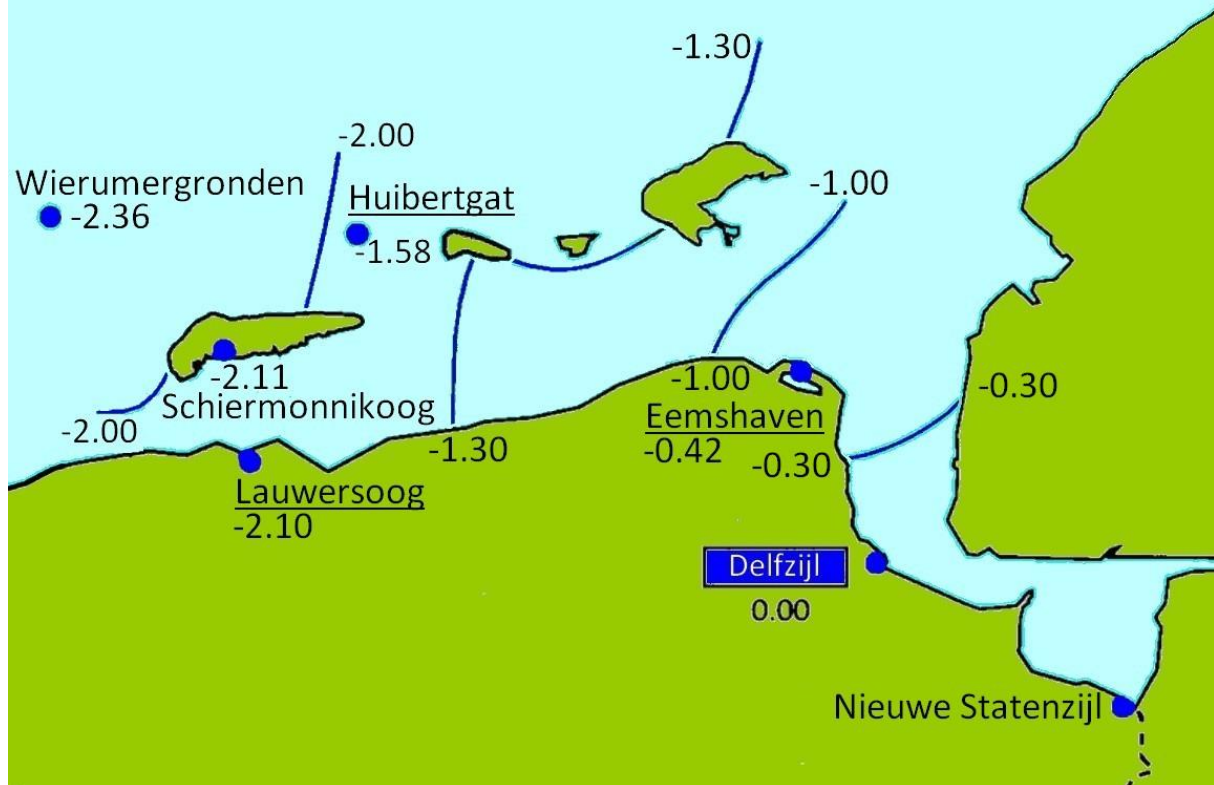 -1.30
-2.00
Wierumergronden
-2.36
Huibertgat
-1.58
-1.00
-2.11
Schiermonnikoog
-2.00
-1.30
-1.00
Eemshaven
-0.42
-0.30
-0.30
Lauwersoog
-2.10
Delfzijl
0.00
Nieuwe Statenzijl